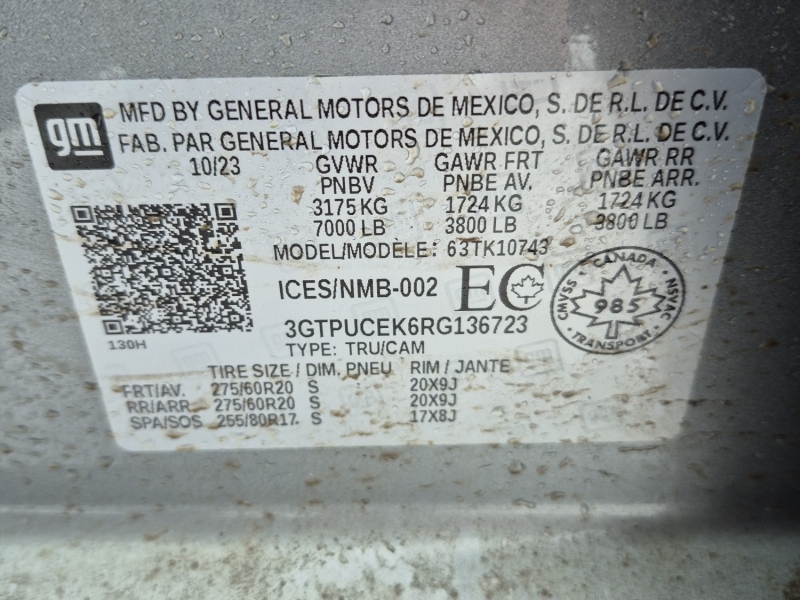 gm
MFD BY GENERAL MOTORS DE MEXICO, S. DE R.L. DE C.V.
FAB. PAR GENERAL MOTORS DE MEXICO, S. DE R.L. DE C.V.
10/23 GVWR GAWR FRT GAWR RR
PNBV PNBE AV. PNBE ARR.
3175 KG 1724 KG 1724 KG
7000 LB 3800 LB 3800 LB
MODEL/MODÈLE: 63TK10743
ICES/NMB-002 EC
CANADA
CMVSS 985 NSVAC
TRANSPORT
3GTPUCEK6RG136723
130H
TYPE: TRU/CAM
TIRE SIZE / DIM. PNEU RIM / JANTE
FRT/AV. 275/60R20 S 20X9J
RR/ARR. 275/60R20 S 20X9J
SPA/SOS 255/80R17. S 17X8J